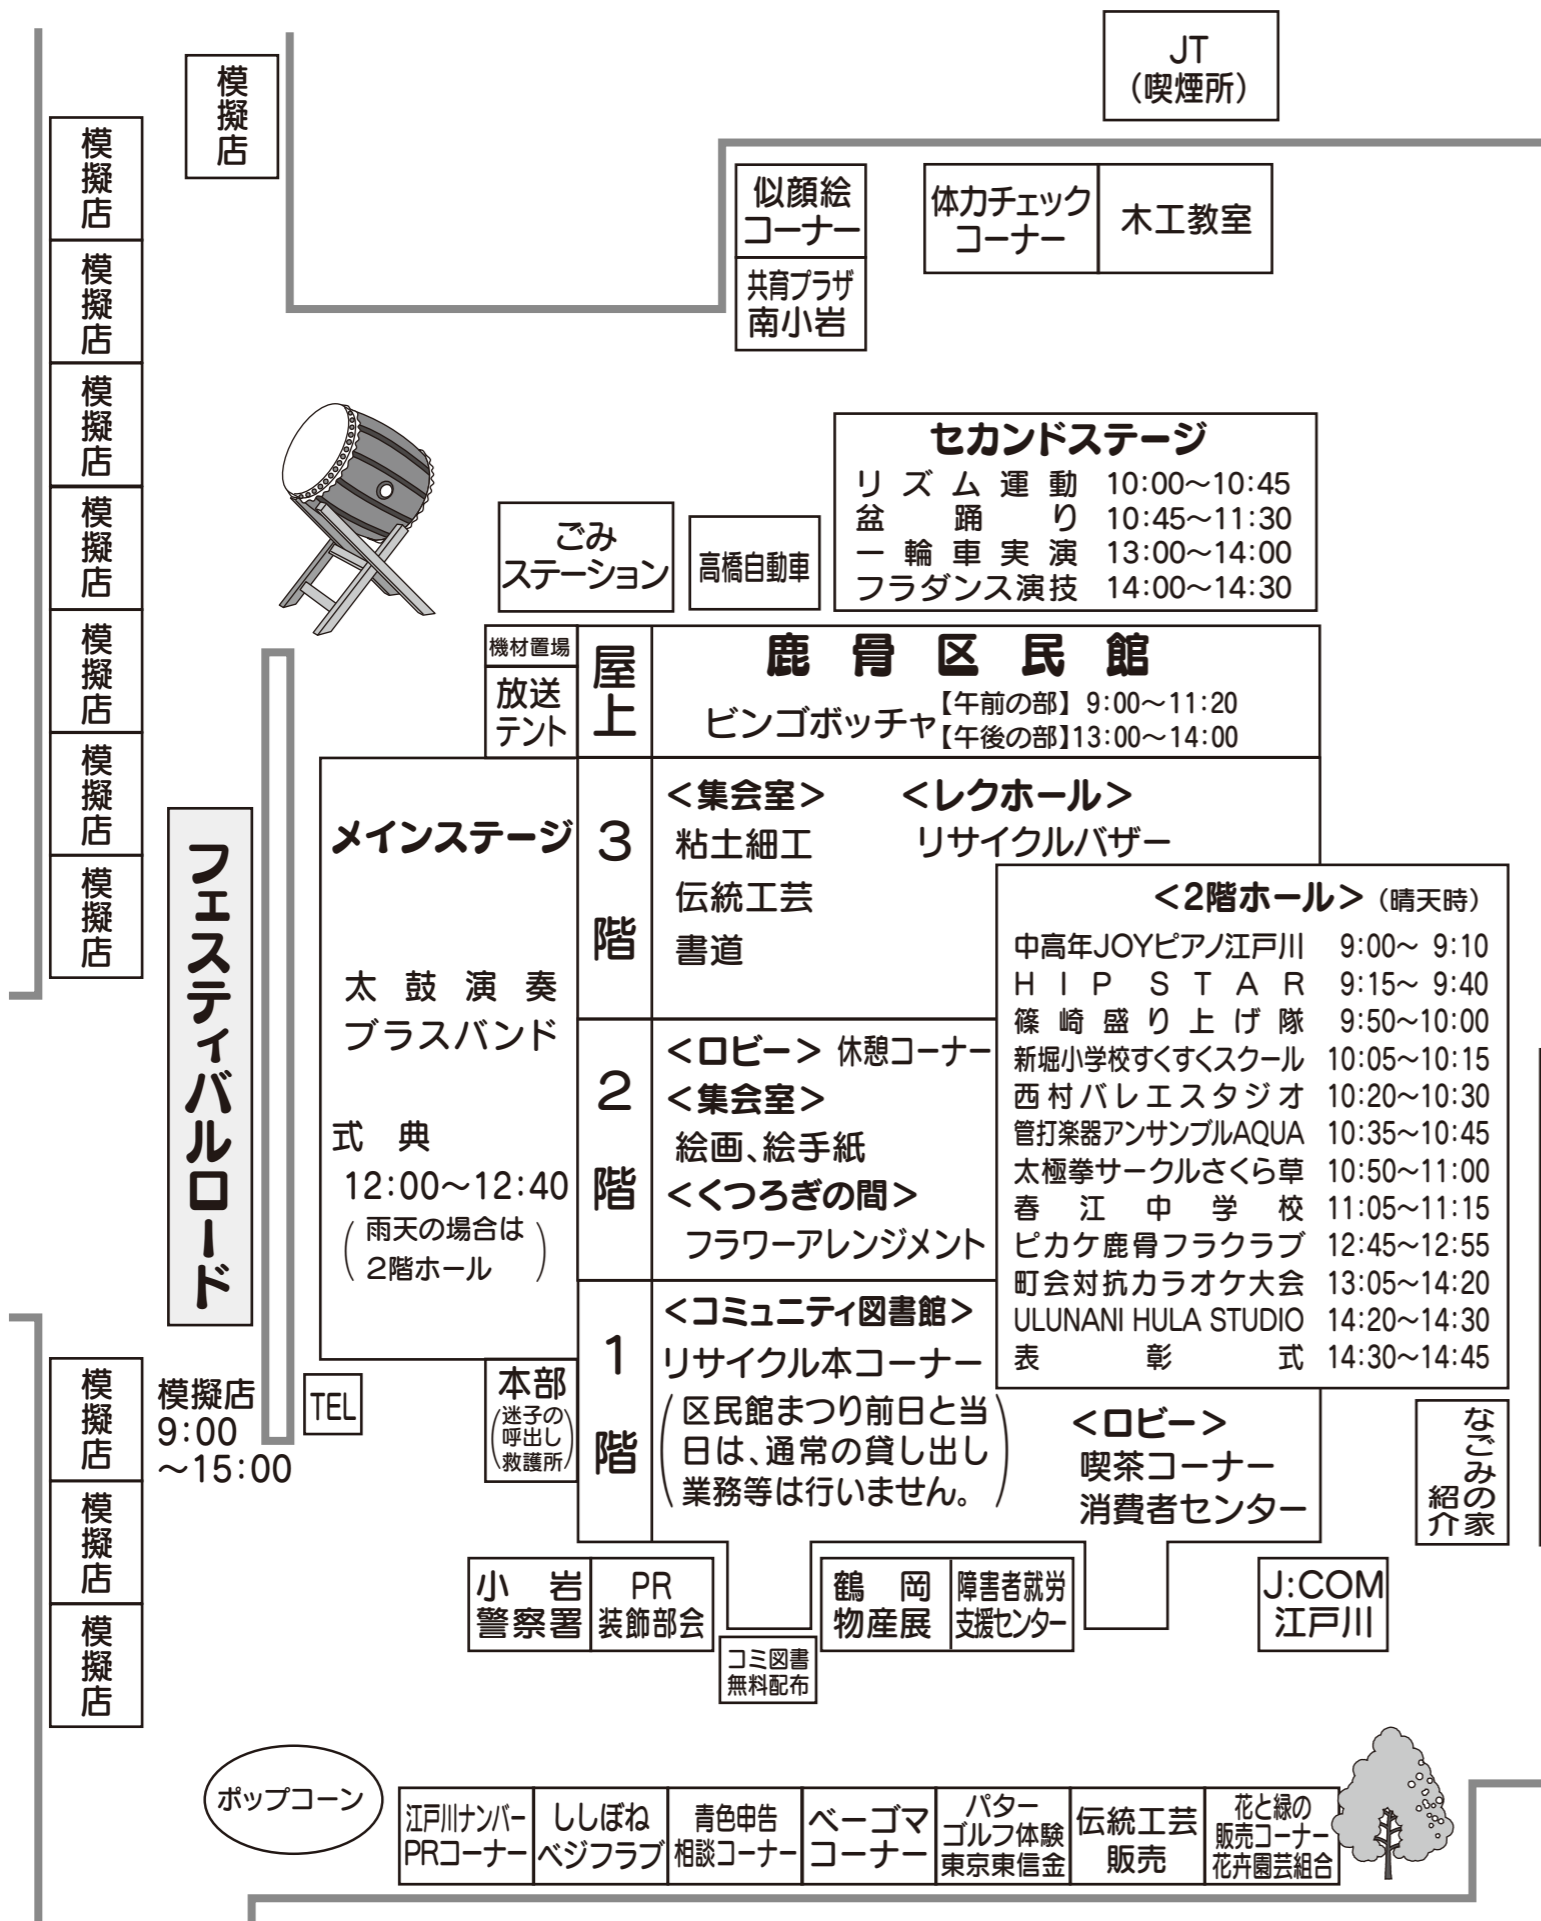 JT
(喫煙所)
模擬店
模擬店
模擬店
模擬店
模擬店
模擬店
模擬店
模擬店
似顔絵
コーナー
共育プラザ
南小岩
体力チェック
コーナー
木工教室
セカンドステージ
リズム運動 10:00～10:45
盆踊り 10:45～11:30
一輪車実演 13:00～14:00
フラダンス演技 14:00～14:30
ごみ
ステーション
高橋自動車
機材置場
放送
テント
屋上
鹿骨区民館
ビンゴボッチャ
【午前の部】 9:00～11:20
【午後の部】13:00～14:00
メインステージ
太鼓演奏
ブラスバンド
式典
12:00～12:40
(雨天の場合は
2階ホール)
3階
＜集会室＞
粘土細工
伝統工芸
書道
＜レクホール＞
リサイクルバザー
2階
＜ロビー＞ 休憩コーナー
＜集会室＞
絵画、絵手紙
＜くつろぎの間＞
フラワーアレンジメント
＜2階ホール＞(晴天時)
中高年JOYピアノ江戸川 9:00～ 9:10
HIP STAR 9:15～ 9:40
篠崎盛り上げ隊 9:50～10:00
新堀小学校すくすくスクール 10:05～10:15
西村バレエスタジオ 10:20～10:30
管打楽器アンサンブルAQUA 10:35～10:45
太極拳サークルさくら草 10:50～11:00
春江中学校 11:05～11:15
ピカケ鹿骨フラクラブ 12:45～12:55
町会対抗カラオケ大会 13:05～14:20
ULUNANI HULA STUDIO 14:20～14:30
表彰式 14:30～14:45
1階
＜コミュニティ図書館＞
リサイクル本コーナー
(区民館まつり前日と当
日は、通常の貸し出し
業務等は行いません。)
＜ロビー＞
喫茶コーナー
消費者センター
フェスティバルロード
模擬店
9:00
～15:00
TEL
本部
(迷子の
呼出し
救護所)
模擬店
模擬店
模擬店
なごみの家
紹介
小岩
警察署
PR
装飾部会
コミ図書
無料配布
鶴岡
物産展
障害者就労
支援センター
J:COM
江戸川
ポップコーン
江戸川ナンバー
PRコーナー
ししぼね
ベジフラブ
青色申告
相談コーナー
ベーゴマ
コーナー
パター
ゴルフ体験
東京東信金
伝統工芸
販売
花と緑の
販売コーナー
花卉園芸組合